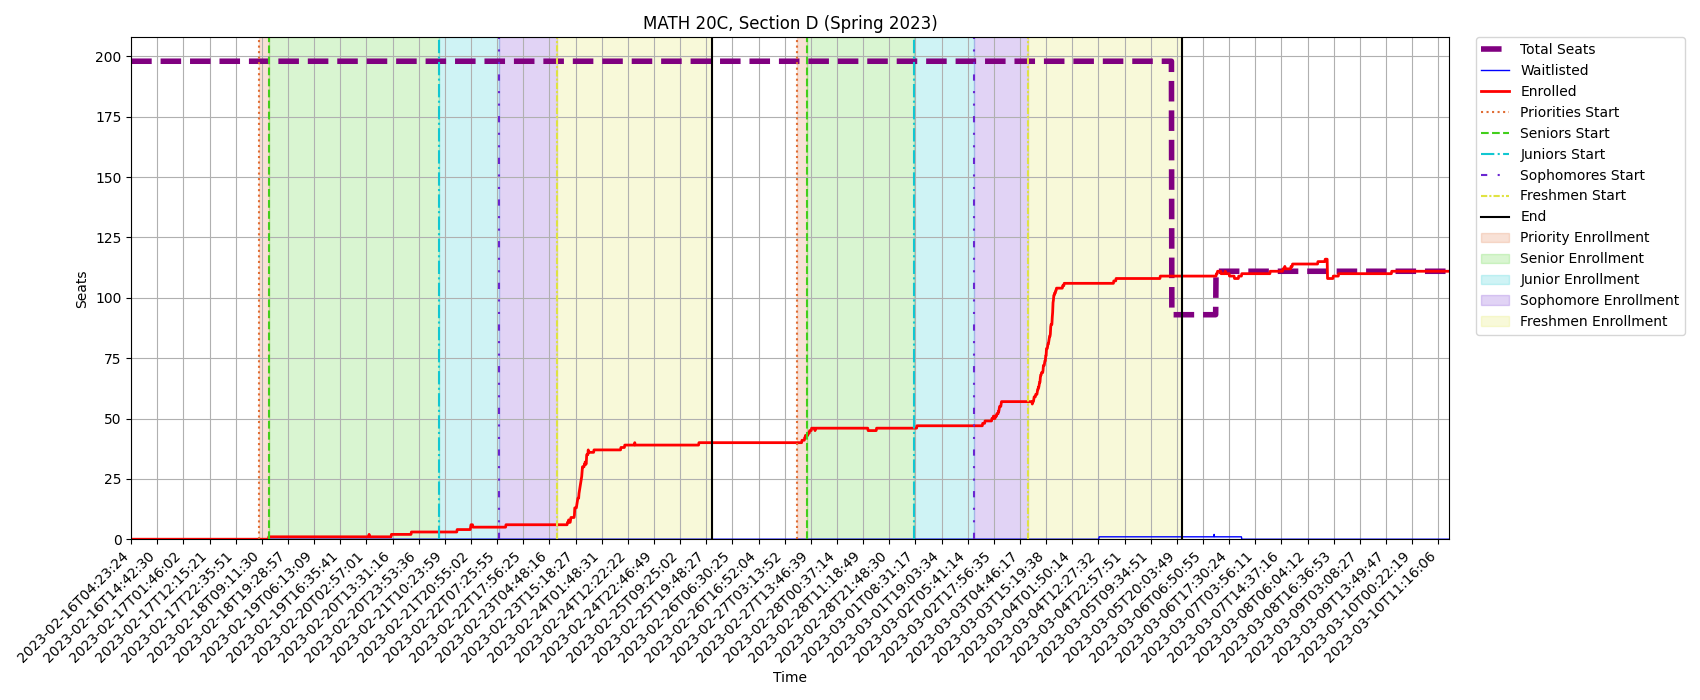 MATH 20C, Section D (Spring 2023)
200
175
150
125
100
75
50
25
0
Seats
2023-02-16T04:23:24
2023-02-16T14:42:30
2023-02-17T01:46:02
2023-02-17T12:15:21
2023-02-17T22:35:51
2023-02-18T09:11:30
2023-02-18T19:28:57
2023-02-19T06:13:09
2023-02-19T16:35:41
2023-02-20T02:57:01
2023-02-20T13:31:16
2023-02-20T23:53:36
2023-02-21T10:23:59
2023-02-21T20:55:02
2023-02-22T07:25:55
2023-02-22T17:56:25
2023-02-23T04:48:16
2023-02-23T15:18:27
2023-02-24T01:48:31
2023-02-24T12:22:22
2023-02-24T22:46:49
2023-02-25T09:25:02
2023-02-25T19:48:27
2023-02-26T06:30:25
2023-02-26T16:52:04
2023-02-27T03:13:52
2023-02-27T13:46:39
2023-02-28T00:37:14
2023-02-28T11:18:49
2023-02-28T21:48:30
2023-03-01T08:31:17
2023-03-01T19:03:34
2023-03-02T05:41:14
2023-03-02T17:56:35
2023-03-03T04:46:17
2023-03-03T15:19:38
2023-03-04T01:50:14
2023-03-04T12:27:32
2023-03-04T22:57:51
2023-03-05T09:34:51
2023-03-05T20:03:49
2023-03-06T06:50:55
2023-03-06T17:30:24
2023-03-07T03:56:11
2023-03-07T14:37:16
2023-03-08T06:04:12
2023-03-08T16:36:53
2023-03-09T03:08:27
2023-03-09T13:49:47
2023-03-10T00:22:19
2023-03-10T11:16:06
Time
Total Seats
Waitlisted
Enrolled
Priorities Start
Seniors Start
Juniors Start
Sophomores Start
Freshmen Start
End
Priority Enrollment
Senior Enrollment
Junior Enrollment
Sophomore Enrollment
Freshmen Enrollment